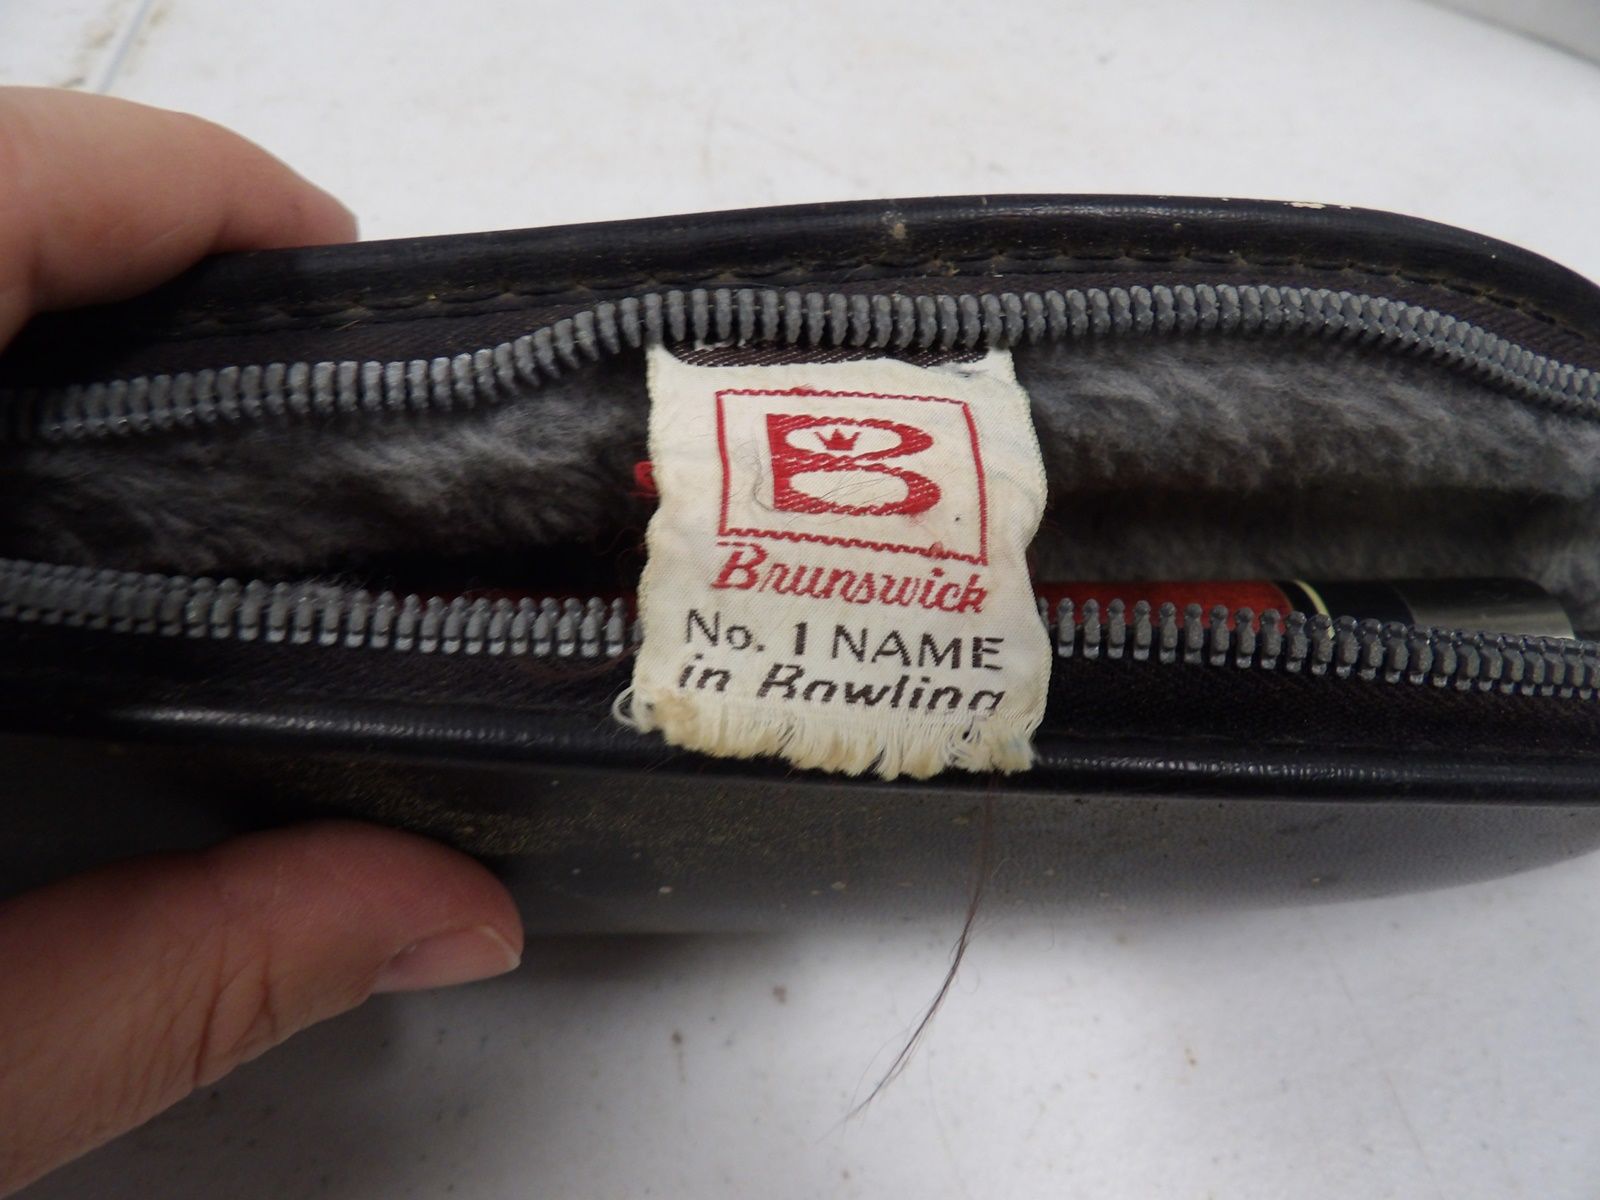 B
Brunswick
No. 1 NAME
in Bowling